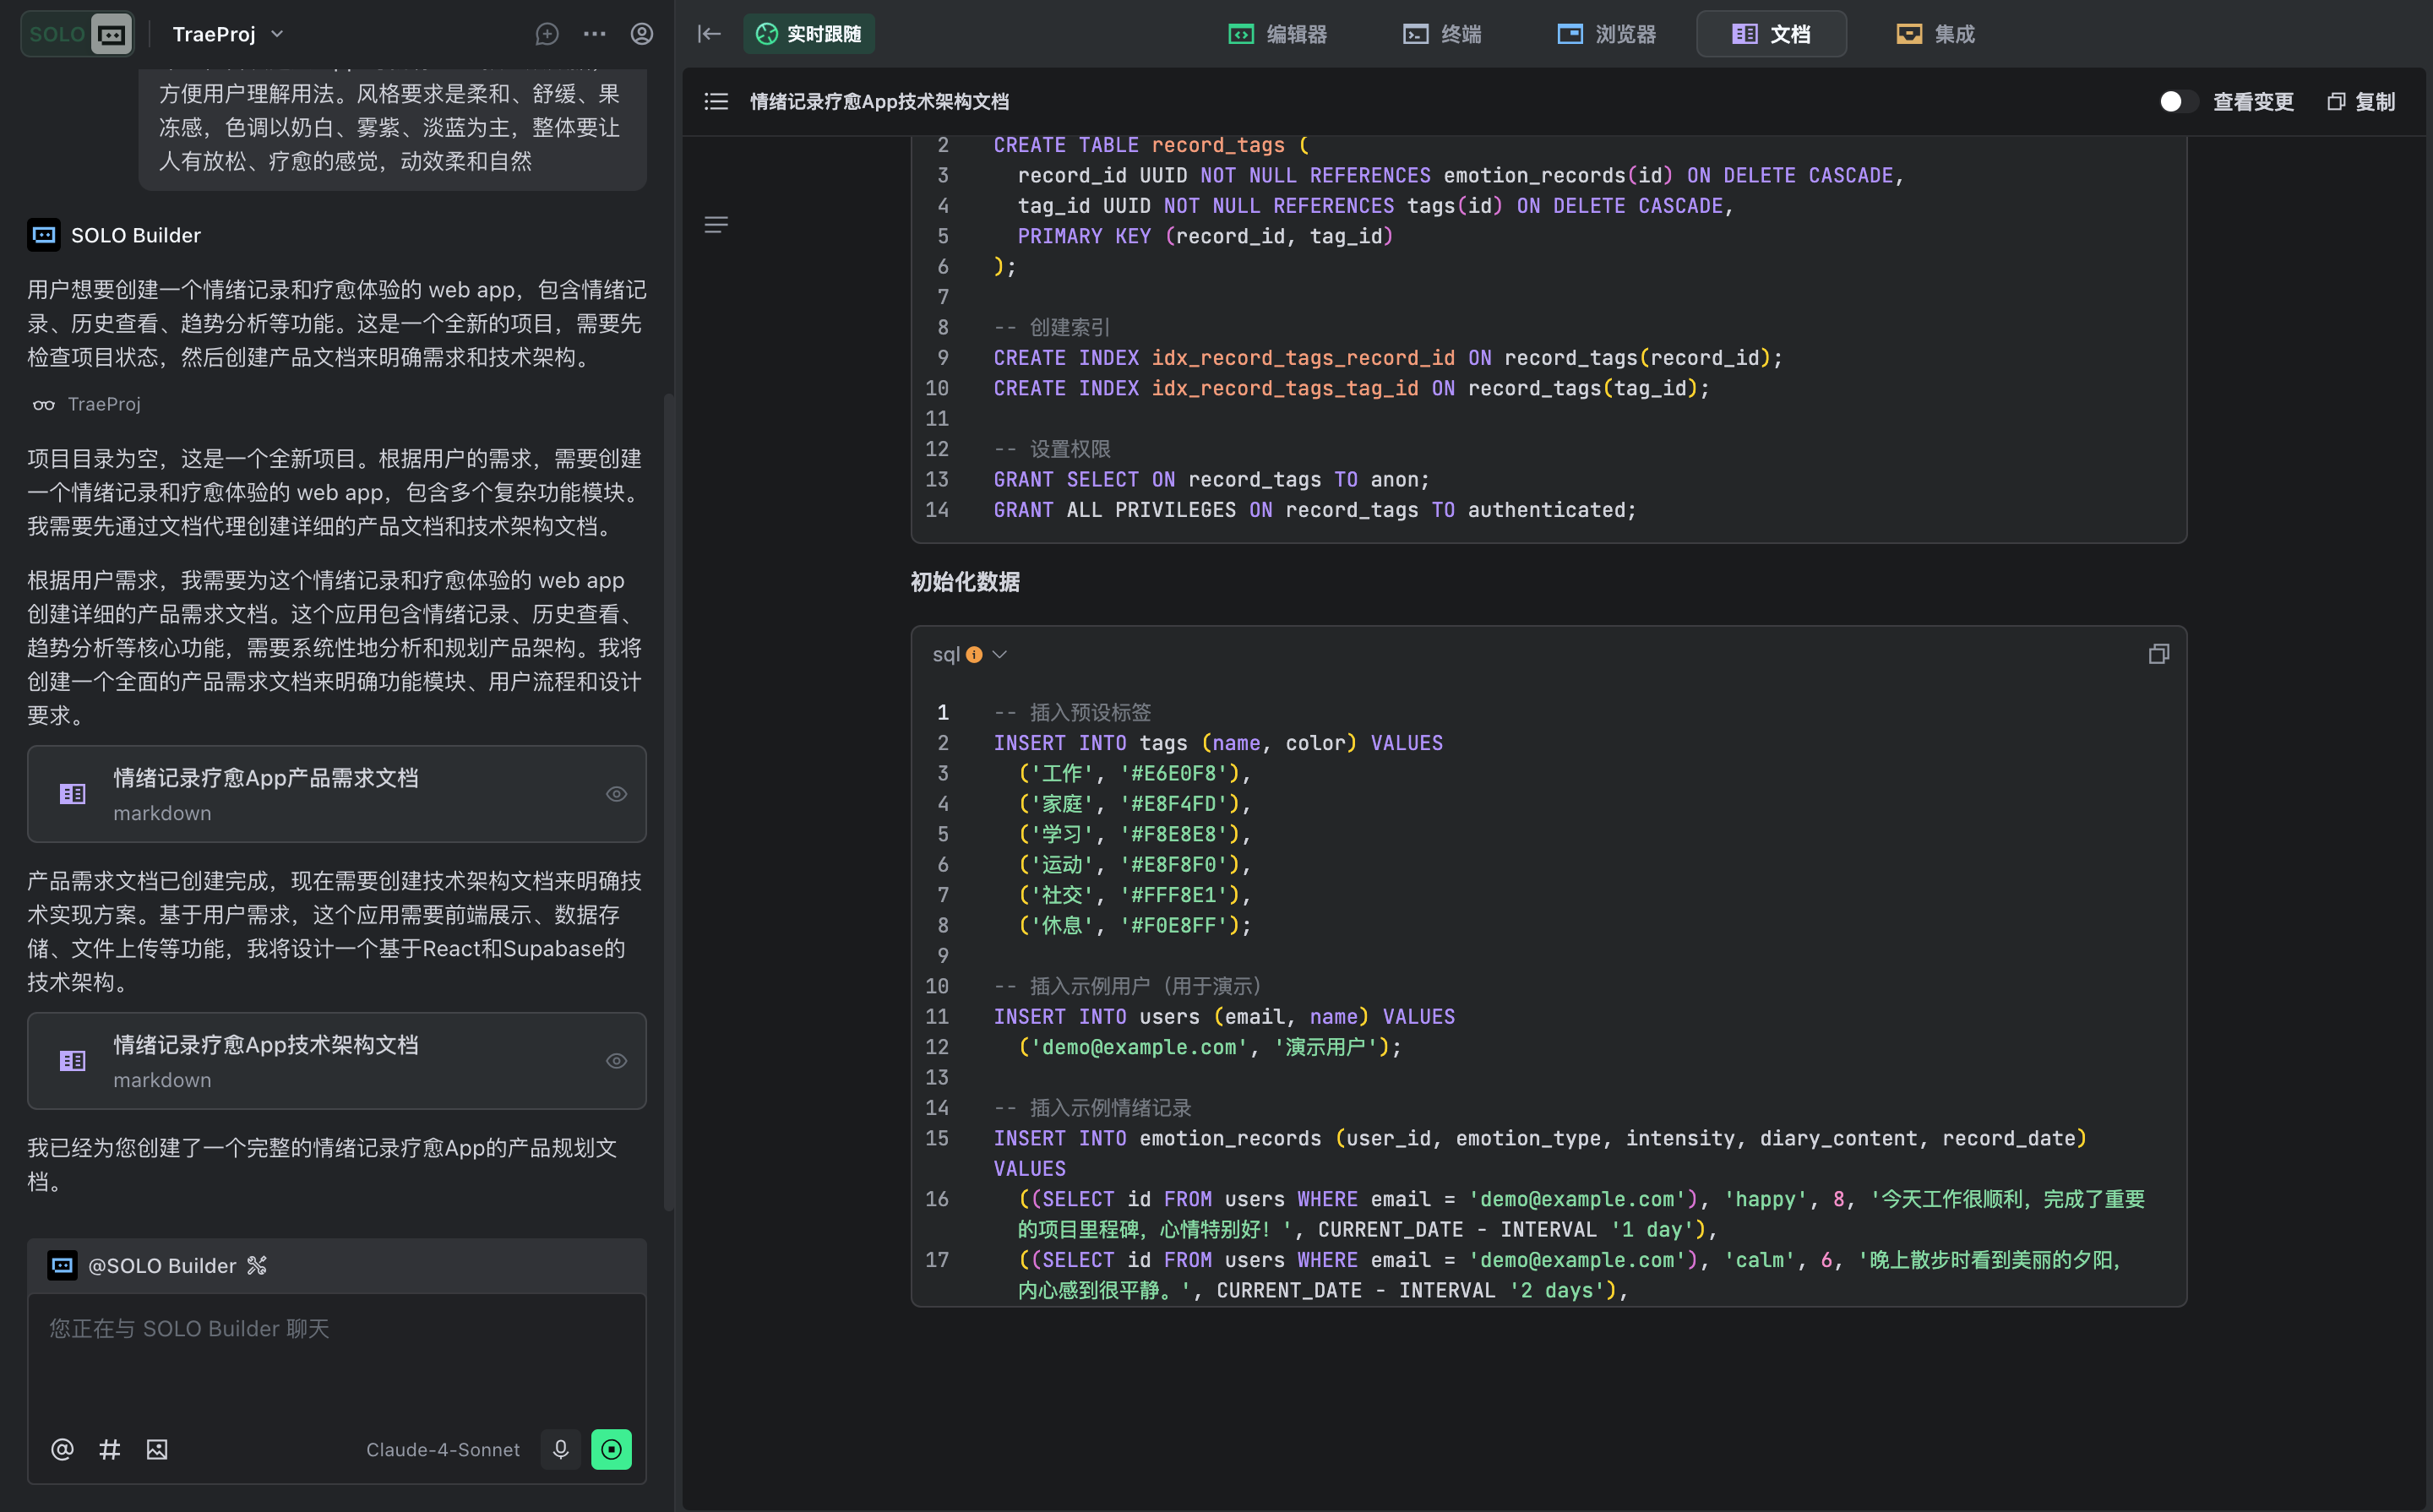 SOLO
TraeProj
方便用户理解用法。风格要求是柔和、舒缓、果
冻感，色调以奶白、雾紫、淡蓝为主，整体要让
人有放松、疗愈的感觉，动效柔和自然
SOLO Builder
用户想要创建一个情绪记录和疗愈体验的 web app，包含情绪记
录、历史查看、趋势分析等功能。这是一个全新的项目，需要先
检查项目状态，然后创建产品文档来明确需求和技术架构。
TraeProj
项目目录为空，这是一个全新项目。根据用户的需求，需要创建
一个情绪记录和疗愈体验的 web app，包含多个复杂功能模块。
我需要先通过文档代理创建详细的产品文档和技术架构文档。
根据用户需求，我需要为这个情绪记录和疗愈体验的 web app
创建详细的产品需求文档。这个应用包含情绪记录、历史查看、
趋势分析等核心功能，需要系统性地分析和规划产品架构。我将
创建一个全面的产品需求文档来明确功能模块、用户流程和设计
要求。
情绪记录疗愈App产品需求文档
markdown
产品需求文档已创建完成，现在需要创建技术架构文档来明确技
术实现方案。基于用户需求，这个应用需要前端展示、数据存
储、文件上传等功能，我将设计一个基于React和Supabase的
技术架构。
情绪记录疗愈App技术架构文档
markdown
我已经为您创建了一个完整的情绪记录疗愈App的产品规划文
档。
@SOLO Builder
您正在与 SOLO Builder 聊天
Claude-4-Sonnet
实时跟随
编辑器
终端
浏览器
文档
集成
情绪记录疗愈App技术架构文档
查看变更
复制
2 CREATE TABLE record_tags (
3 record_id UUID NOT NULL REFERENCES emotion_records(id) ON DELETE CASCADE,
4 tag_id UUID NOT NULL REFERENCES tags(id) ON DELETE CASCADE,
5 PRIMARY KEY (record_id, tag_id)
6 );
7
8 -- 创建索引
9 CREATE INDEX idx_record_tags_record_id ON record_tags(record_id);
10 CREATE INDEX idx_record_tags_tag_id ON record_tags(tag_id);
11
12 -- 设置权限
13 GRANT SELECT ON record_tags TO anon;
14 GRANT ALL PRIVILEGES ON record_tags TO authenticated;
初始化数据
sql
1 -- 插入预设标签
2 INSERT INTO tags (name, color) VALUES
3 ('工作', '#E6E0F8'),
4 ('家庭', '#E8F4FD'),
5 ('学习', '#F8E8E8'),
6 ('运动', '#E8F8F0'),
7 ('社交', '#FFF8E1'),
8 ('休息', '#F0E8FF');
9
10 -- 插入示例用户（用于演示）
11 INSERT INTO users (email, name) VALUES
12 ('demo@example.com', '演示用户');
13
14 -- 插入示例情绪记录
15 INSERT INTO emotion_records (user_id, emotion_type, intensity, diary_content, record_date)
VALUES
16 ((SELECT id FROM users WHERE email = 'demo@example.com'), 'happy', 8, '今天工作很顺利，完成了重要
的项目里程碑，心情特别好！', CURRENT_DATE - INTERVAL '1 day'),
17 ((SELECT id FROM users WHERE email = 'demo@example.com'), 'calm', 6, '晚上散步时看到美丽的夕阳，
内心感到很平静。', CURRENT_DATE - INTERVAL '2 days'),